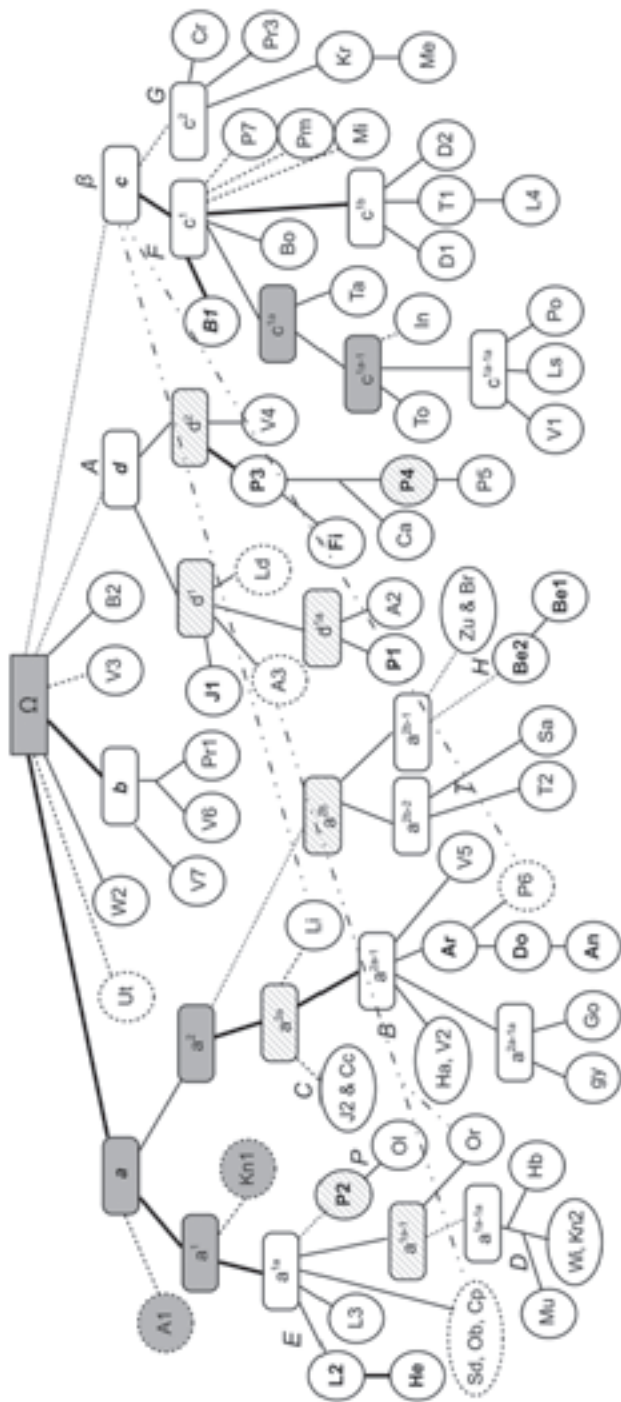 Ω
a
A1
Ut
W2
b
V7
V6
Pr1
V3
B2
A
d
β
c
a¹
Kn1
a²
d¹
d²
F
c¹
G
c²
Cr
Pr3
Kr
Me
E
a¹ᵃ
P2
P
Ol
L2
He
L3
Sd, Ob, Cp
a¹ᵃ⁻¹
Or
a¹ᵃ⁻¹ᵃ
D
Mu
Wi, Kn2
Hb
C
a²ᵃ
J2 & Cc
Li
B
a²ᵃ⁻¹
Ha, V2
a²ᵃ⁻¹ᵃ
gy
Go
Ar
Do
An
P6
V5
a²ᵇ
a²ᵇ⁻²
T2
Sa
a²ᵇ⁻¹
H
Zu & Br
Be2
Be1
J1
A3
Ld
d¹ᵃ
P1
A2
P3
V4
Fi
Ca
P4
P5
B1
Bo
P7
Pm
Mi
c¹ᵃ
Ta
c¹ᵃ⁻¹
To
In
c¹ᵃ⁻¹ᵃ
V1
Ls
Po
c¹ᵇ
D1
T1
D2
L4